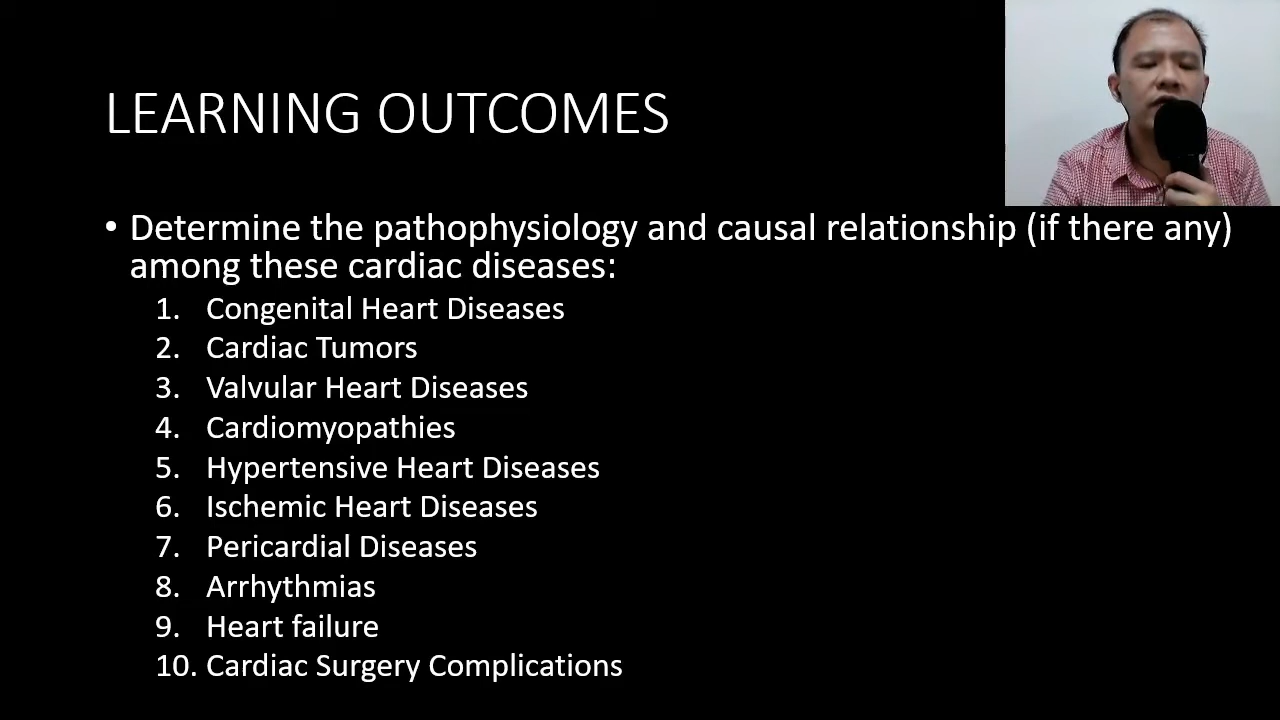 LEARNING OUTCOMES
• Determine the pathophysiology and causal relationship (if there any)
among these cardiac diseases:
1. Congenital Heart Diseases
2. Cardiac Tumors
3. Valvular Heart Diseases
4. Cardiomyopathies
5. Hypertensive Heart Diseases
6. Ischemic Heart Diseases
7. Pericardial Diseases
8. Arrhythmias
9. Heart failure
10. Cardiac Surgery Complications